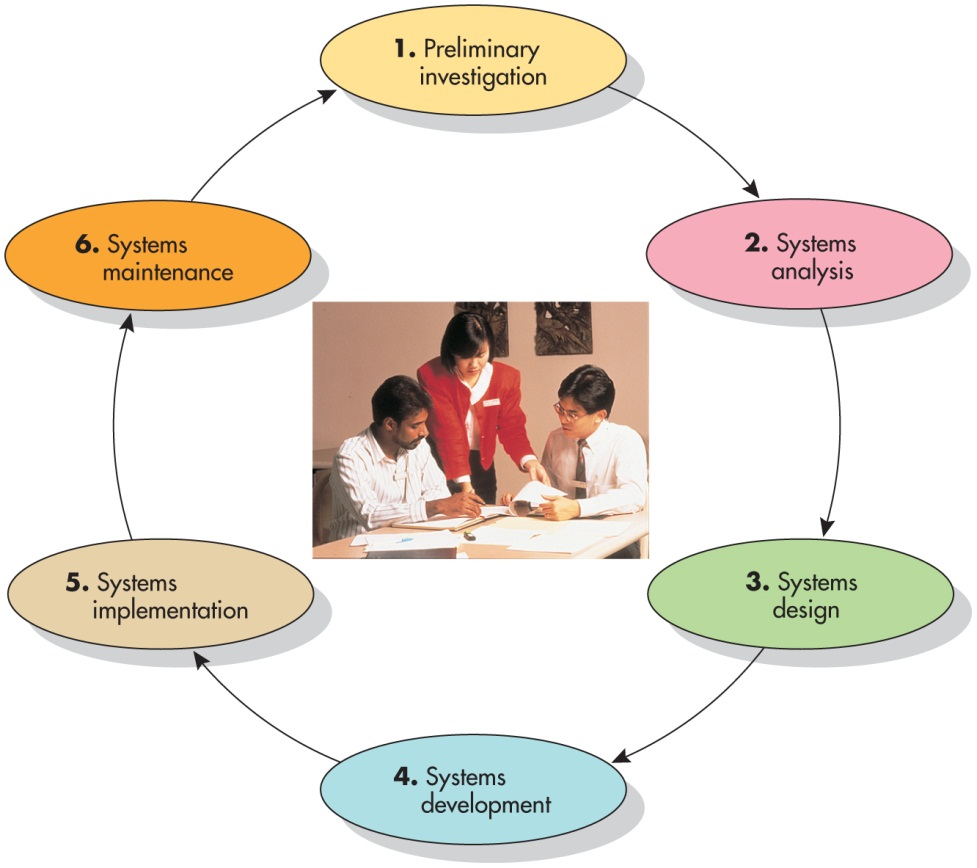 1. Preliminary
investigation
2. Systems
analysis
3. Systems
design
4. Systems
development
5. Systems
implementation
6. Systems
maintenance